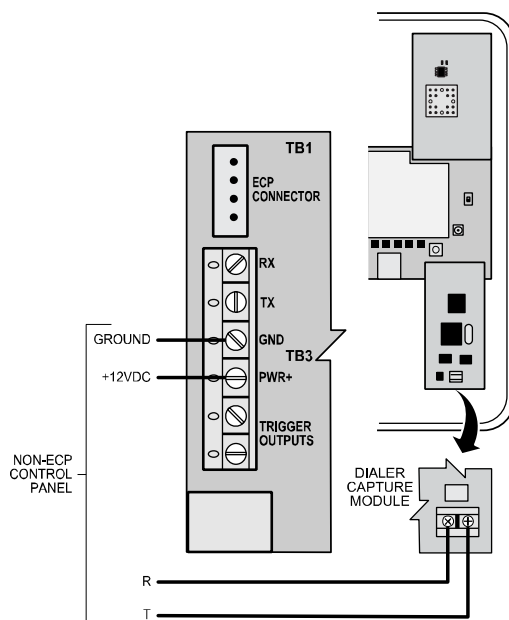 TB1
ECP
CONNECTOR
RX
TX
GROUND
GND
TB3
+12VDC
PWR+
TRIGGER
OUTPUTS
NON-ECP
CONTROL
PANEL
DIALER
CAPTURE
MODULE
R
T